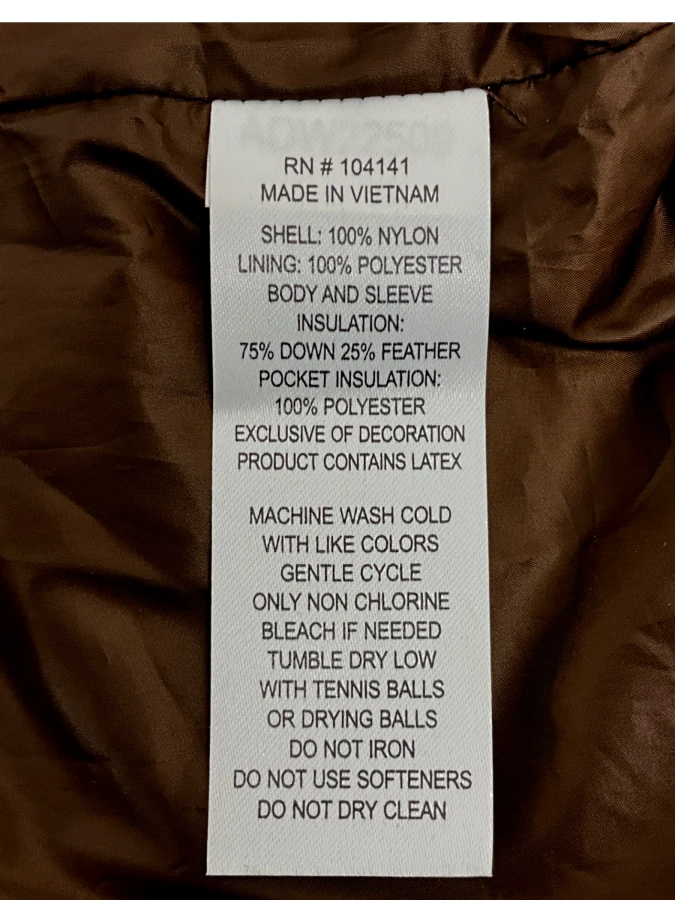 RN # 104141
MADE IN VIETNAM
SHELL: 100% NYLON
LINING: 100% POLYESTER
BODY AND SLEEVE
INSULATION:
75% DOWN 25% FEATHER
POCKET INSULATION:
100% POLYESTER
EXCLUSIVE OF DECORATION
PRODUCT CONTAINS LATEX
MACHINE WASH COLD
WITH LIKE COLORS
GENTLE CYCLE
ONLY NON CHLORINE
BLEACH IF NEEDED
TUMBLE DRY LOW
WITH TENNIS BALLS
OR DRYING BALLS
DO NOT IRON
DO NOT USE SOFTENERS
DO NOT DRY CLEAN